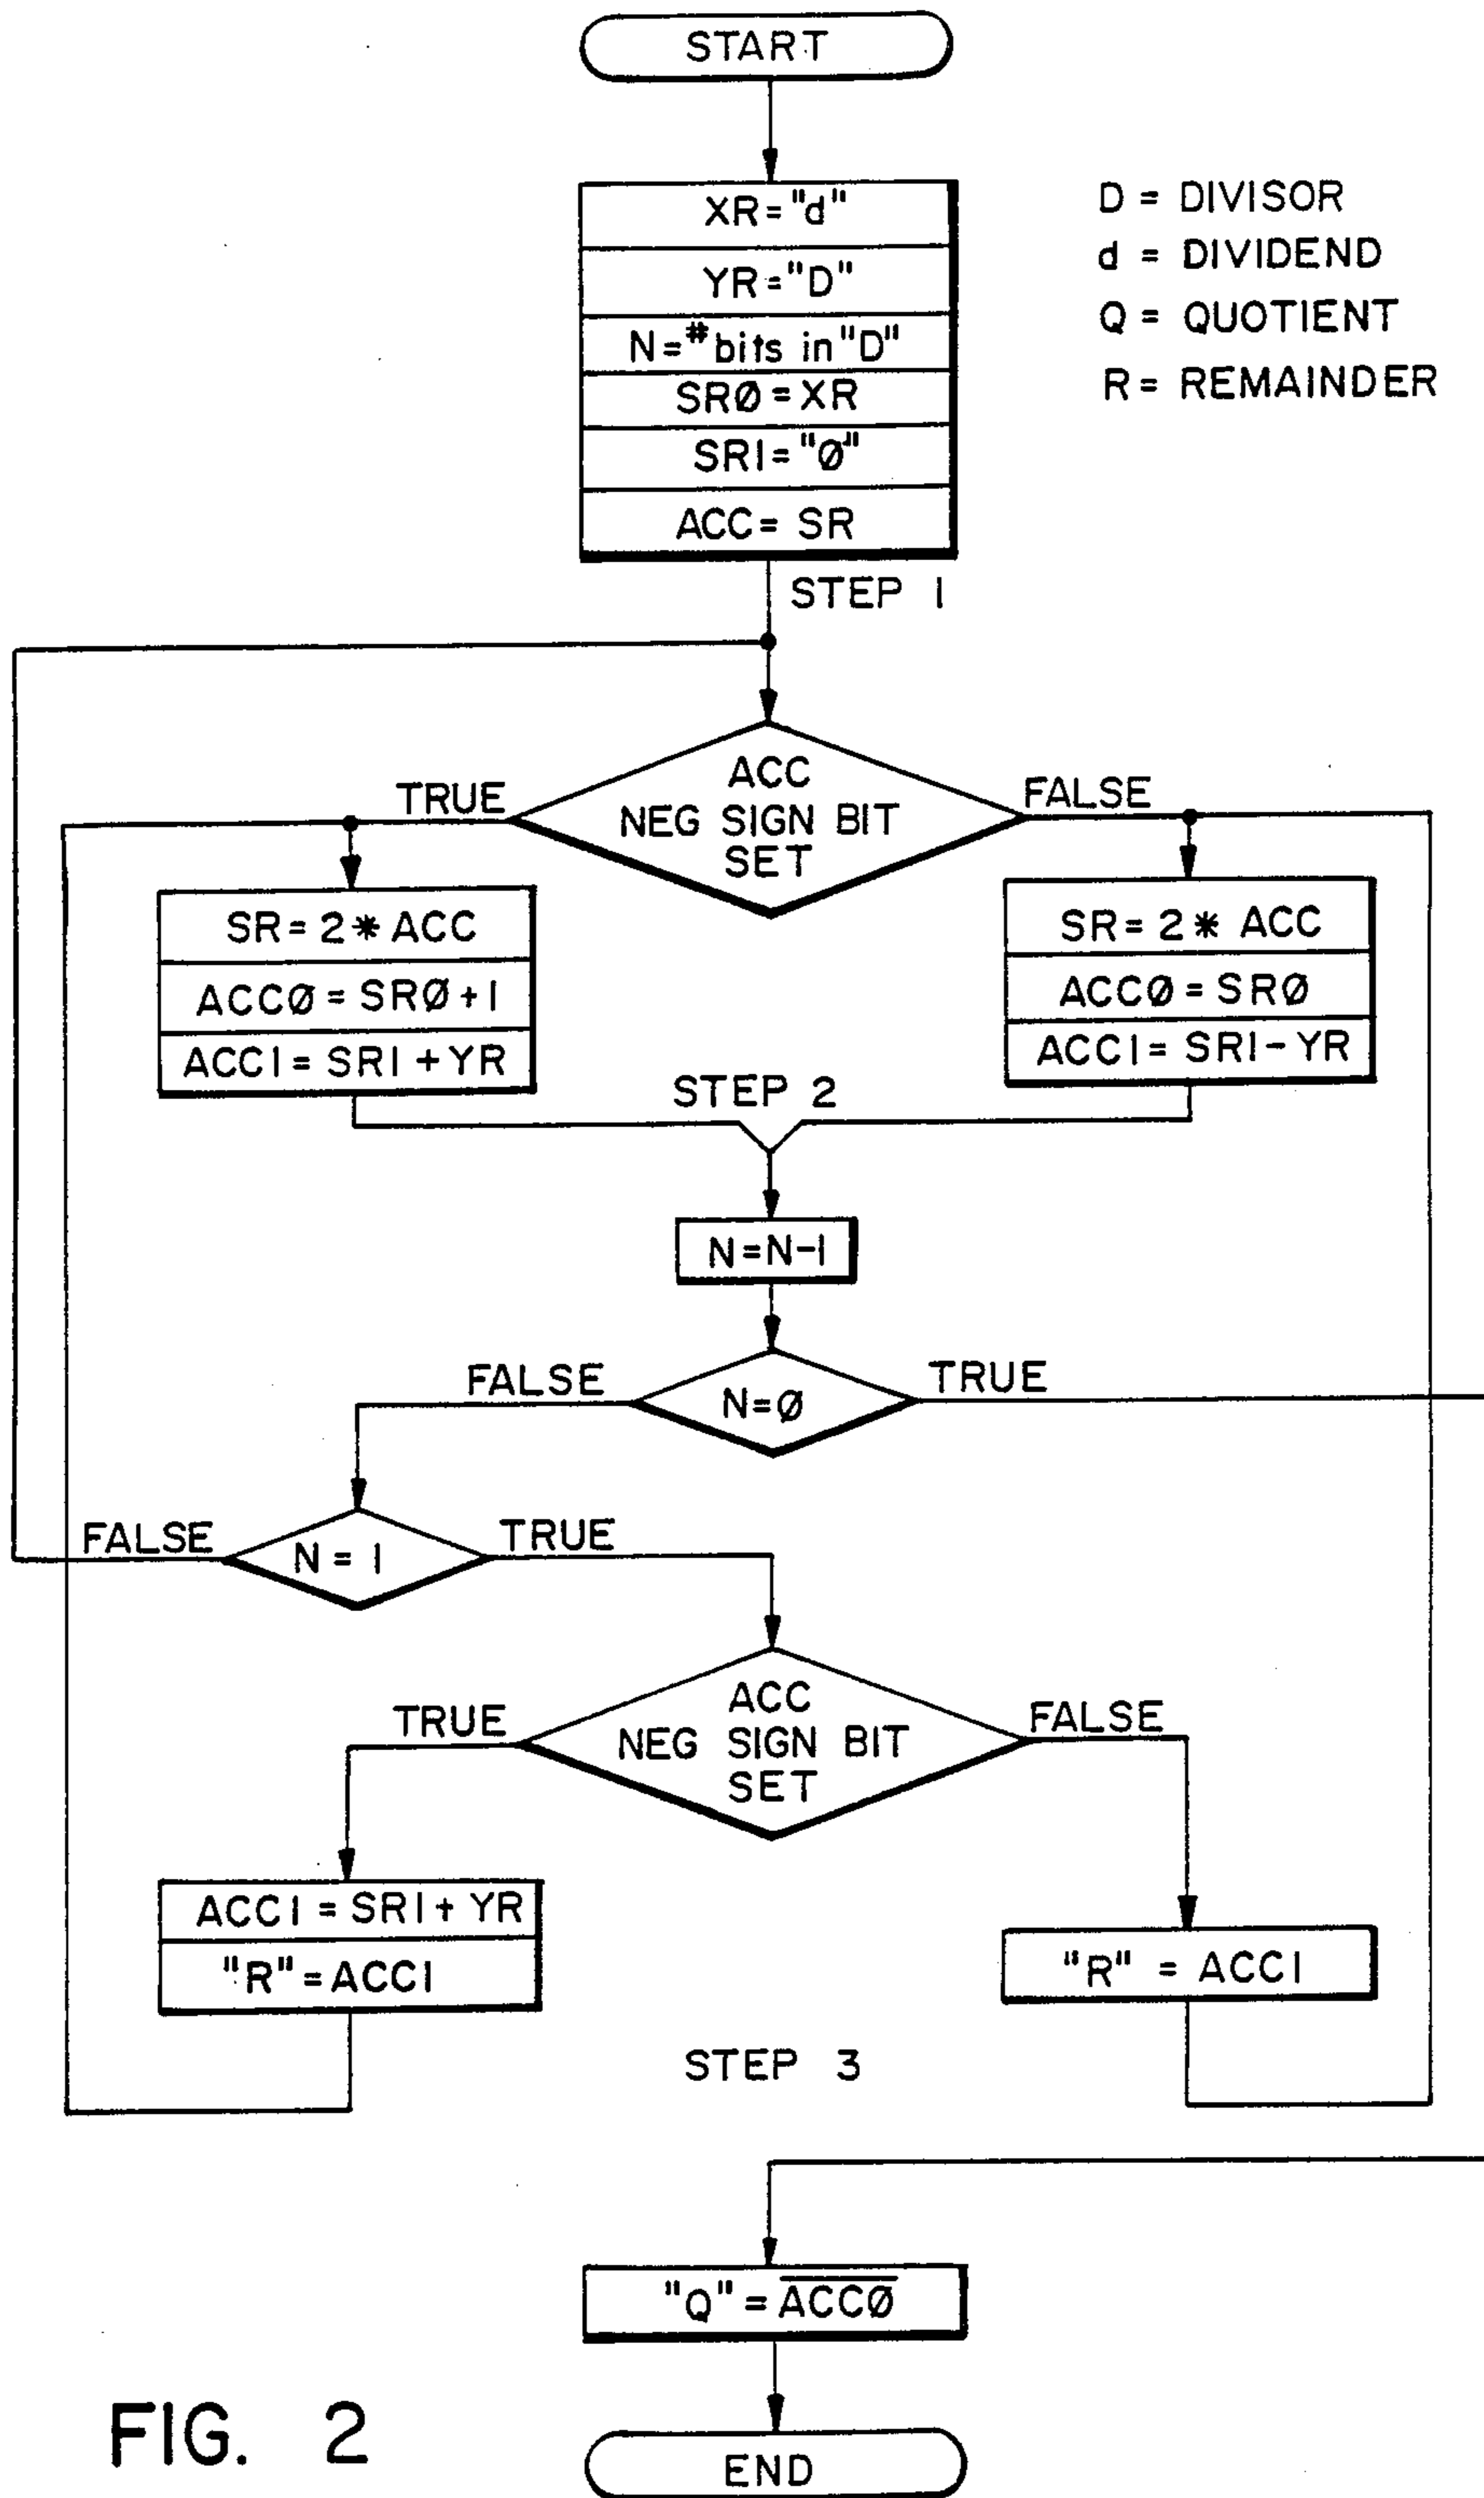 START
XR="d"
YR="D"
N=#bits in "D"
SRØ=XR
SR1="Ø"
ACC=SR
D = DIVISOR
d = DIVIDEND
Q = QUOTIENT
R = REMAINDER
STEP 1
ACC
NEG SIGN BIT
SET
TRUE
FALSE
SR=2*ACC
ACCØ=SRØ+1
ACC1=SR1+YR
SR=2* ACC
ACCØ=SRØ
ACC1=SR1-YR
STEP 2
N=N-1
FALSE
N=Ø
TRUE
FALSE
N=1
TRUE
ACC
NEG SIGN BIT
SET
TRUE
FALSE
ACC1=SR1+YR
"R"=ACC1
"R" = ACC1
STEP 3
"Q"=A̅C̅C̅Ø̅
END
FIG. 2